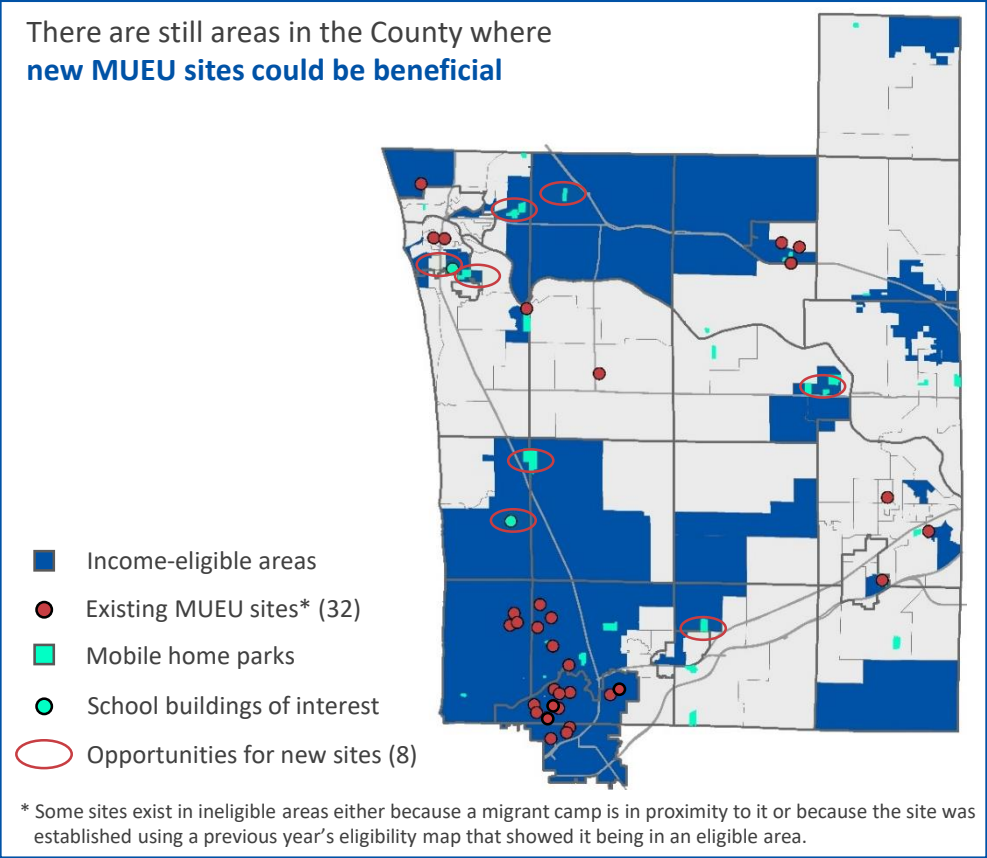 There are still areas in the County where
new MUEU sites could be beneficial
Income-eligible areas
Existing MUEU sites* (32)
Mobile home parks
School buildings of interest
Opportunities for new sites (8)
* Some sites exist in ineligible areas either because a migrant camp is in proximity to it or because the site was
established using a previous year's eligibility map that showed it being in an eligible area.